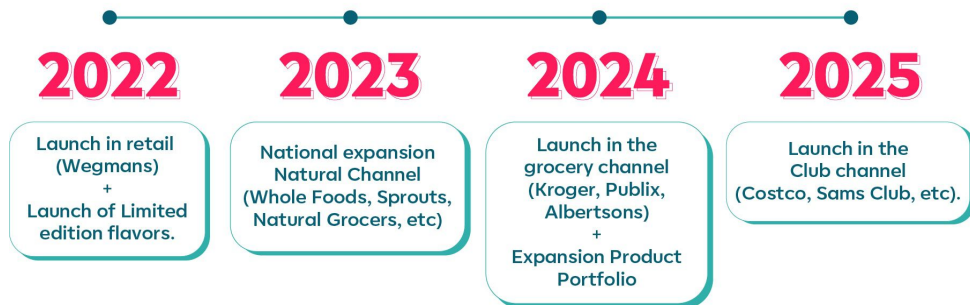 2022
Launch in retail
(Wegmans)
+
Launch of Limited
edition flavors.
2023
National expansion
Natural Channel
(Whole Foods, Sprouts,
Natural Grocers, etc)
2024
Launch in the
grocery channel
(Kroger, Publix,
Albertsons)
+
Expansion Product
Portfolio
2025
Launch in the
Club channel
(Costco, Sams Club, etc).